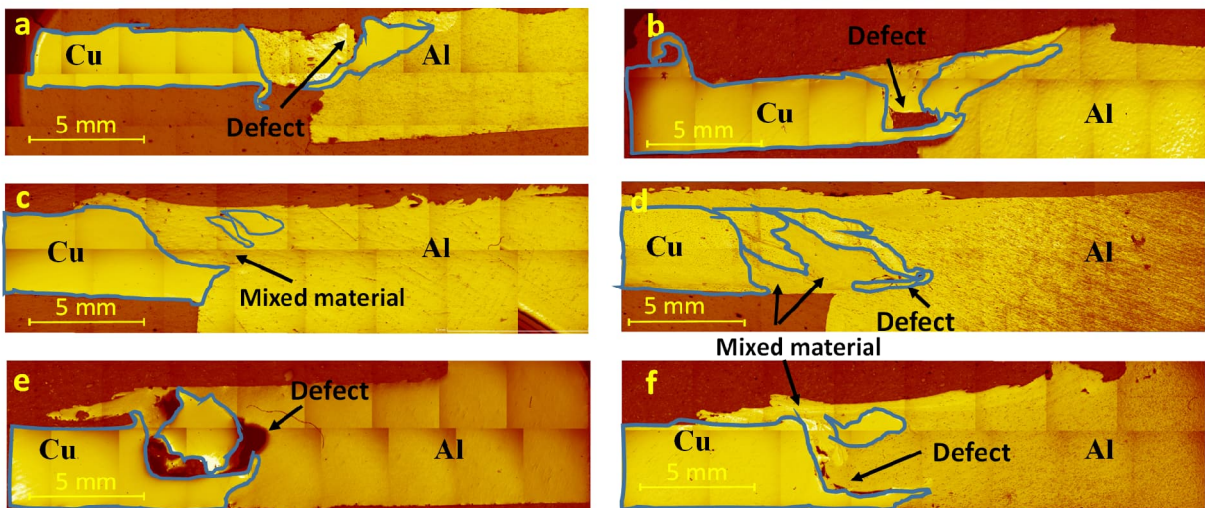 a
Cu
Al
Defect
5 mm
b
Defect
Cu
Al
5 mm
c
Cu
Al
Mixed material
5 mm
d
Cu
Al
Defect
5 mm
Mixed material
e
Defect
Cu
Al
5 mm
f
Cu
Al
Defect
5 mm